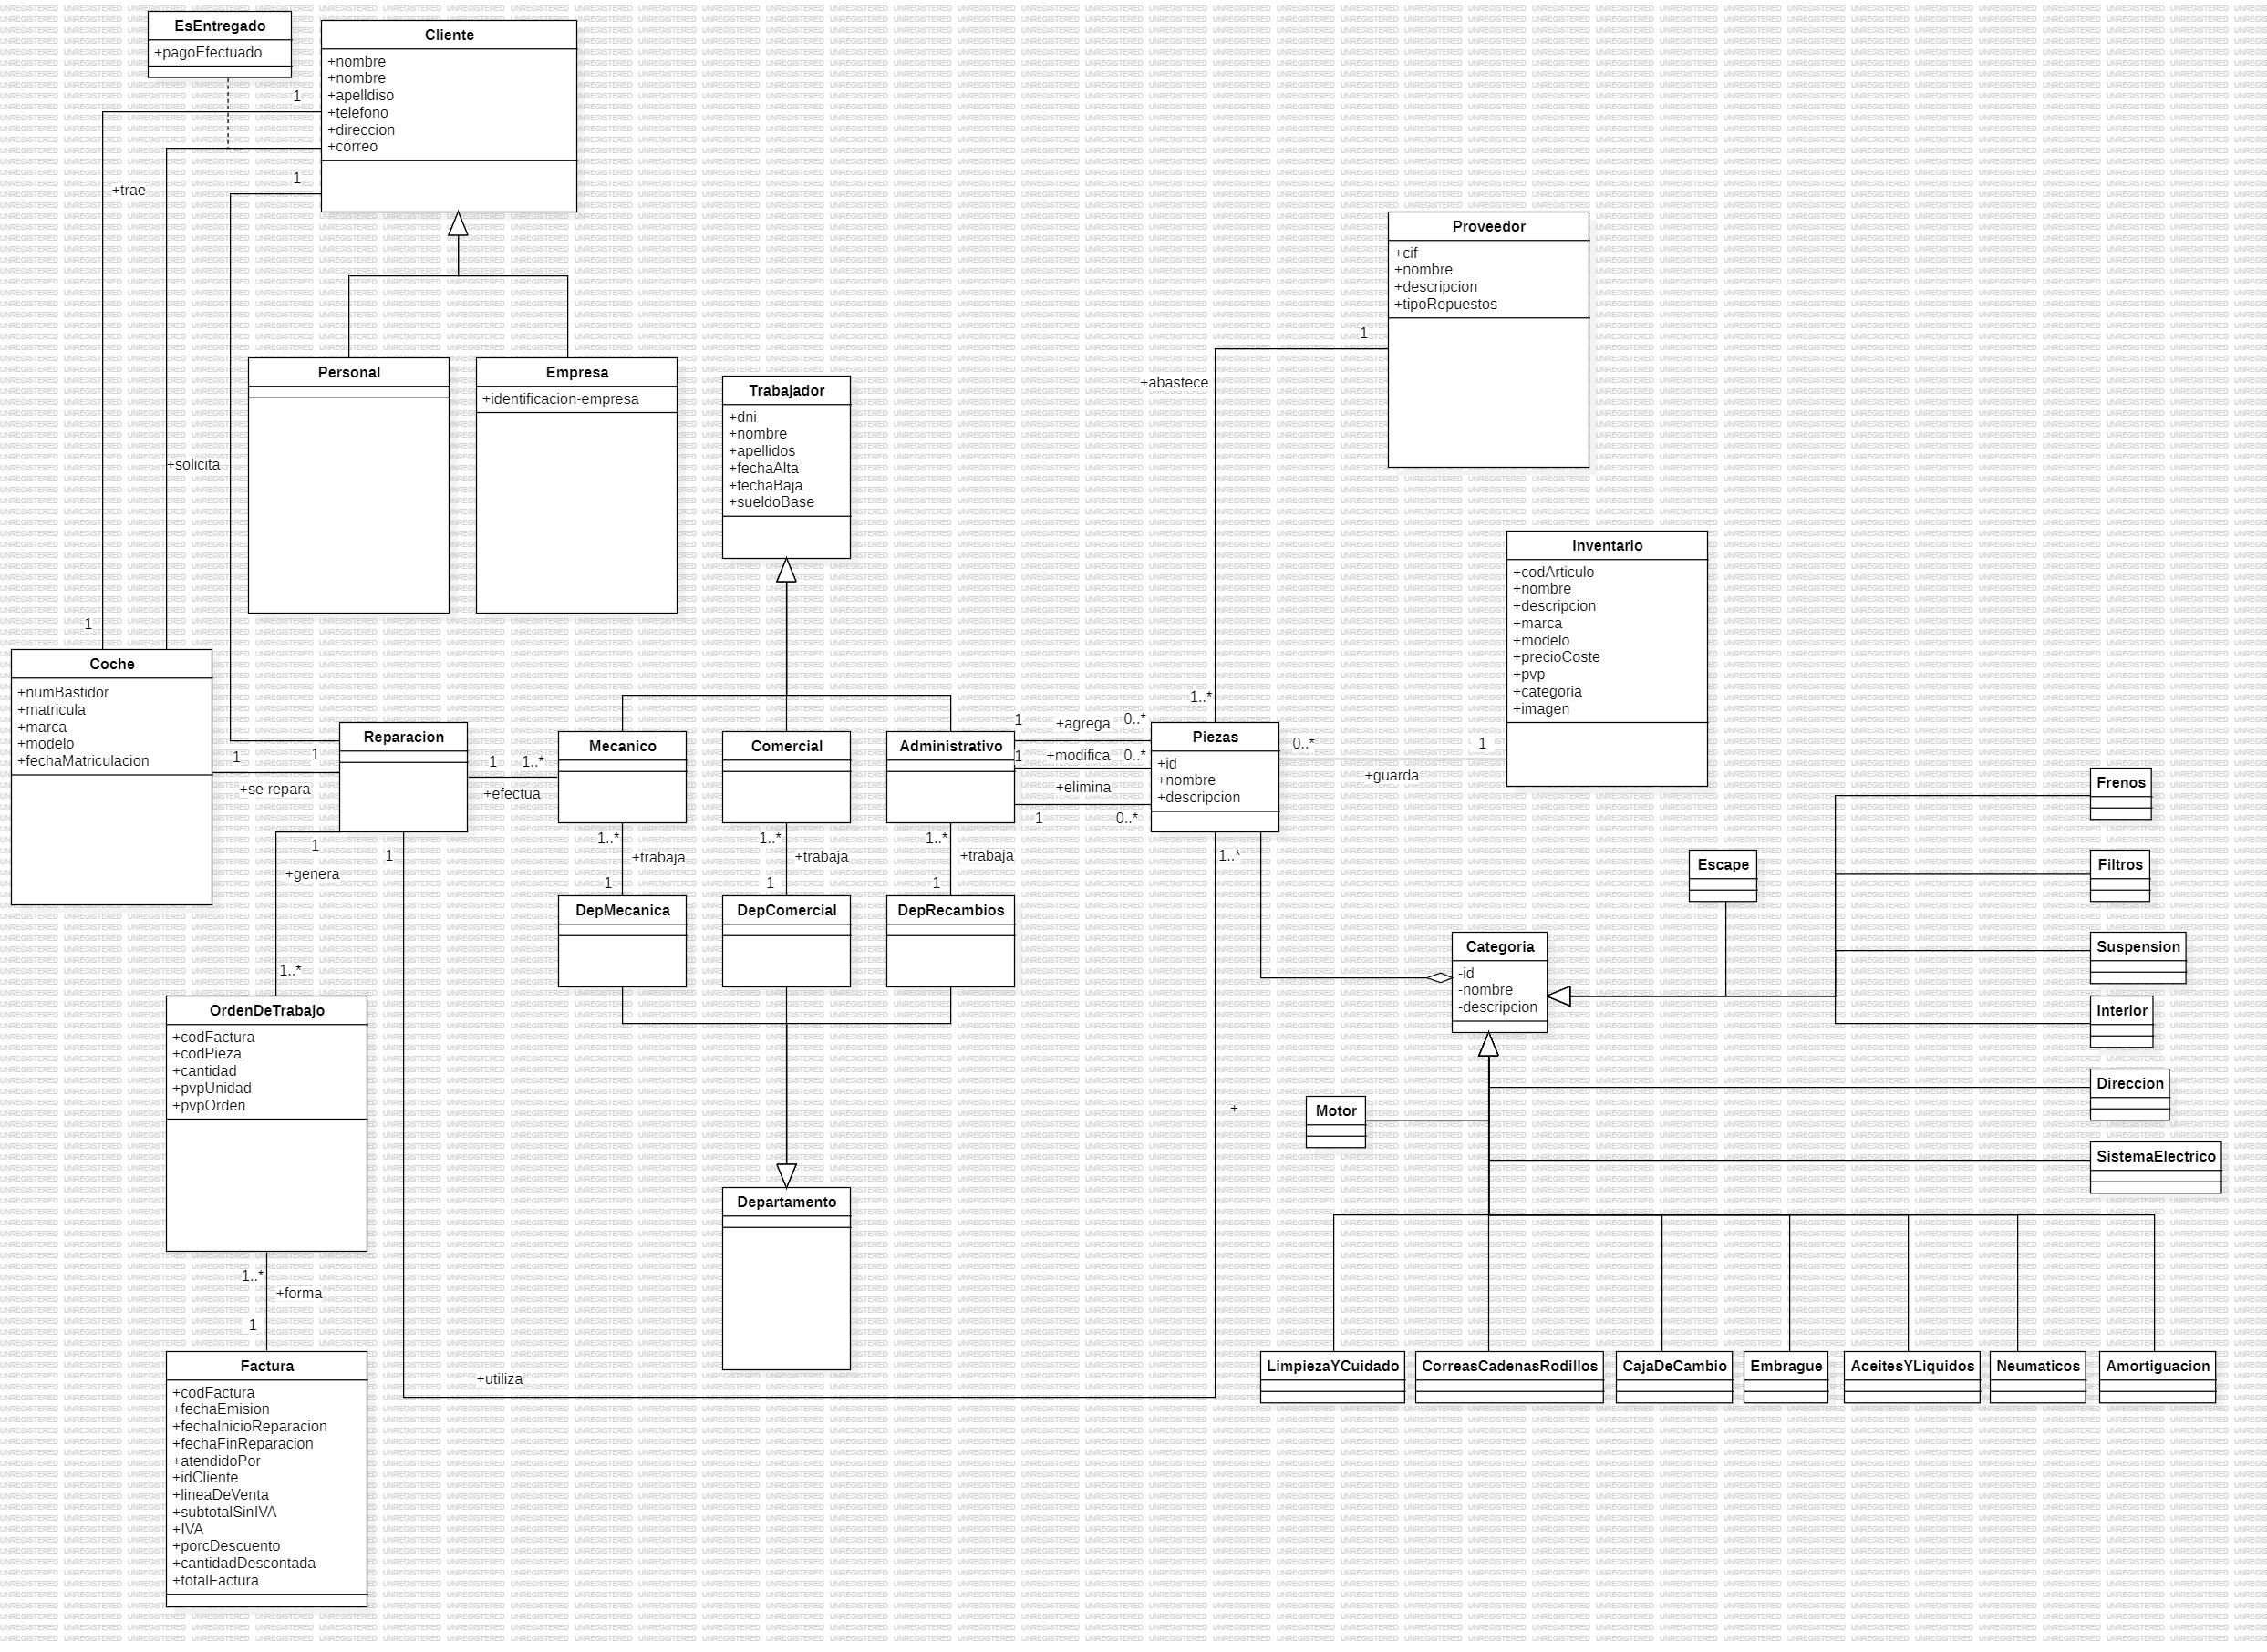 EsEntregado
+pagoEfectuado
Cliente
+nombre
+nombre
+apelldiso
+telefono
+direccion
+correo
1
+trae
1
+solicita
1
Personal
Empresa
+identificacion-empresa
Trabajador
+dni
+nombre
+apellidos
+fechaAlta
+fechaBaja
+sueldoBase
Proveedor
+cif
+nombre
+descripcion
+tipoRepuestos
1
+abastece
1..*
Inventario
+codArticulo
+nombre
+descripcion
+marca
+modelo
+precioCoste
+pvp
+categoria
+imagen
Coche
+numBastidor
+matricula
+marca
+modelo
+fechaMatriculacion
1
1
+se repara
Reparacion
1
1..*
+efectua
Mecanico
Comercial
Administrativo
1
+agrega
0..*
1
+modifica
0..*
+elimina
1
0..*
Piezas
+id
+nombre
+descripcion
0..*
1
+guarda
1..*
+trabaja
1
1..*
+trabaja
1
1..*
+trabaja
1
DepMecanica
DepComercial
DepRecambios
1
+genera
1..*
1
1..*
+
+utiliza
OrdenDeTrabajo
+codFactura
+codPieza
+cantidad
+pvpUnidad
+pvpOrden
1..*
+forma
1
Factura
+codFactura
+fechaEmision
+fechaInicioReparacion
+fechaFinReparacion
+atendidoPor
+idCliente
+lineaDeVenta
+subtotalSinIVA
+IVA
+porcDescuento
+cantidadDescontada
+totalFactura
Departamento
Categoria
-id
-nombre
-descripcion
Escape
Frenos
Filtros
Suspension
Interior
Direccion
Motor
SistemaElectrico
LimpiezaYCuidado
CorreasCadenasRodillos
CajaDeCambio
Embrague
AceitesYLiquidos
Neumaticos
Amortiguacion
UNREGISTERED